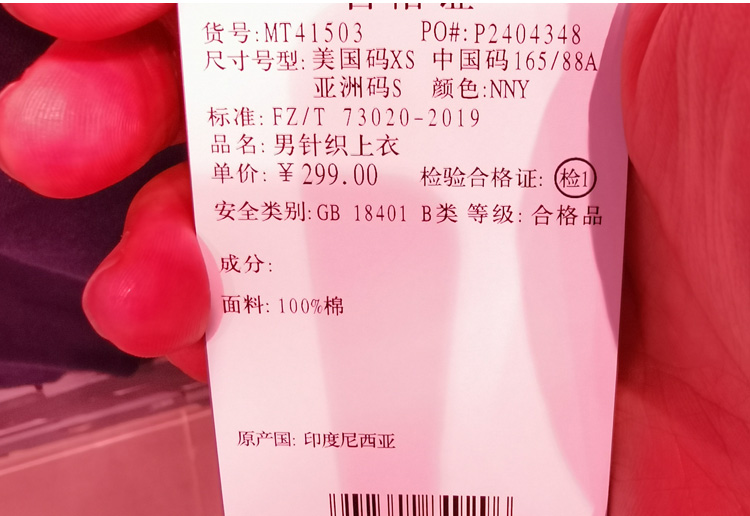 合格证
货号:MT41503 PO#:P2404348
尺寸号型:美国码XS 中国码165/88A
亚洲码S 颜色:NNY
标准:FZ/T 73020-2019
品名:男针织上衣
单价:¥299.00 检验合格证:检1
安全类别:GB 18401 B类 等级:合格品
成分:
面料:100%棉
原产国:印度尼西亚